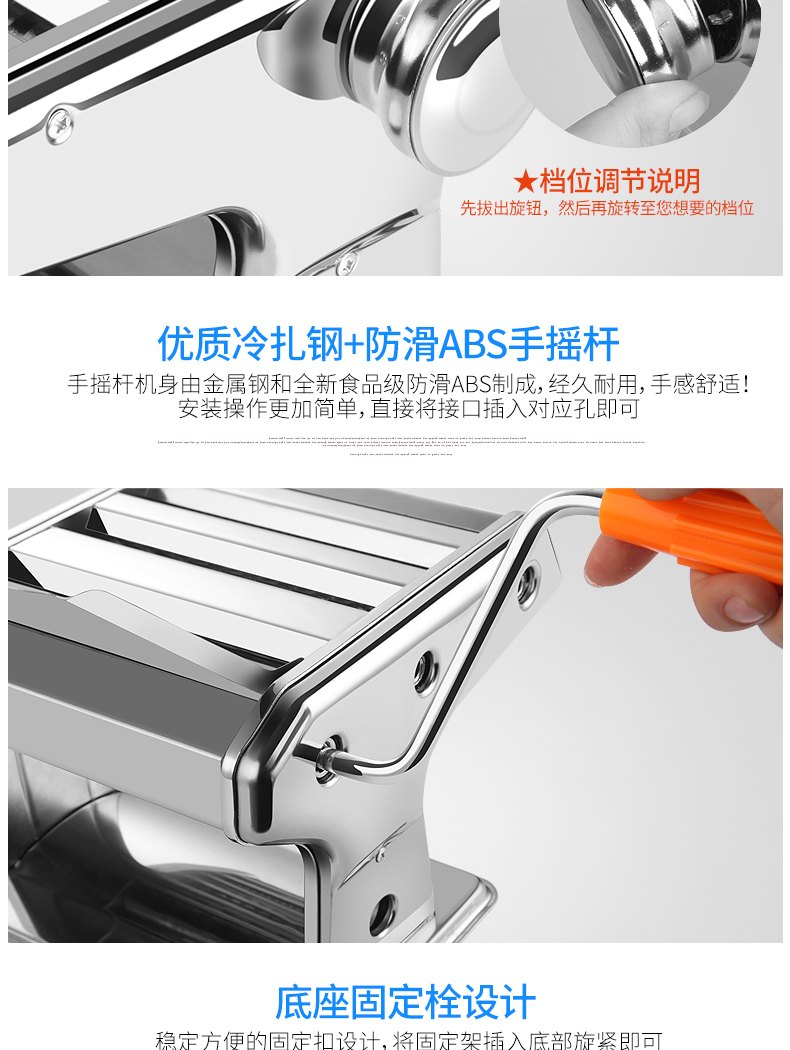 ★档位调节说明
先拔出旋钮，然后再旋转至您想要的档位
优质冷扎钢+防滑ABS手摇杆
手摇杆机身由金属钢和全新食品级防滑ABS制成，经久耐用，手感舒适！
安装操作更加简单，直接将接口插入对应孔即可
底座固定栓设计
稳定方便的固定扣设计，将固定架插入底部旋紧即可